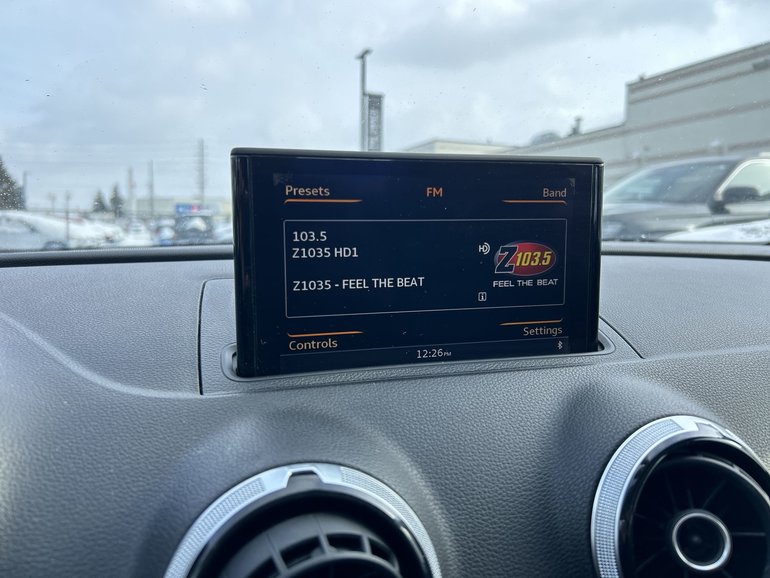 Presets FM Band
103.5
Z1035 HD1
HD
Z103.5
Z1035 - FEEL THE BEAT
FEEL THE BEAT
i
Controls
Settings
12:26PM